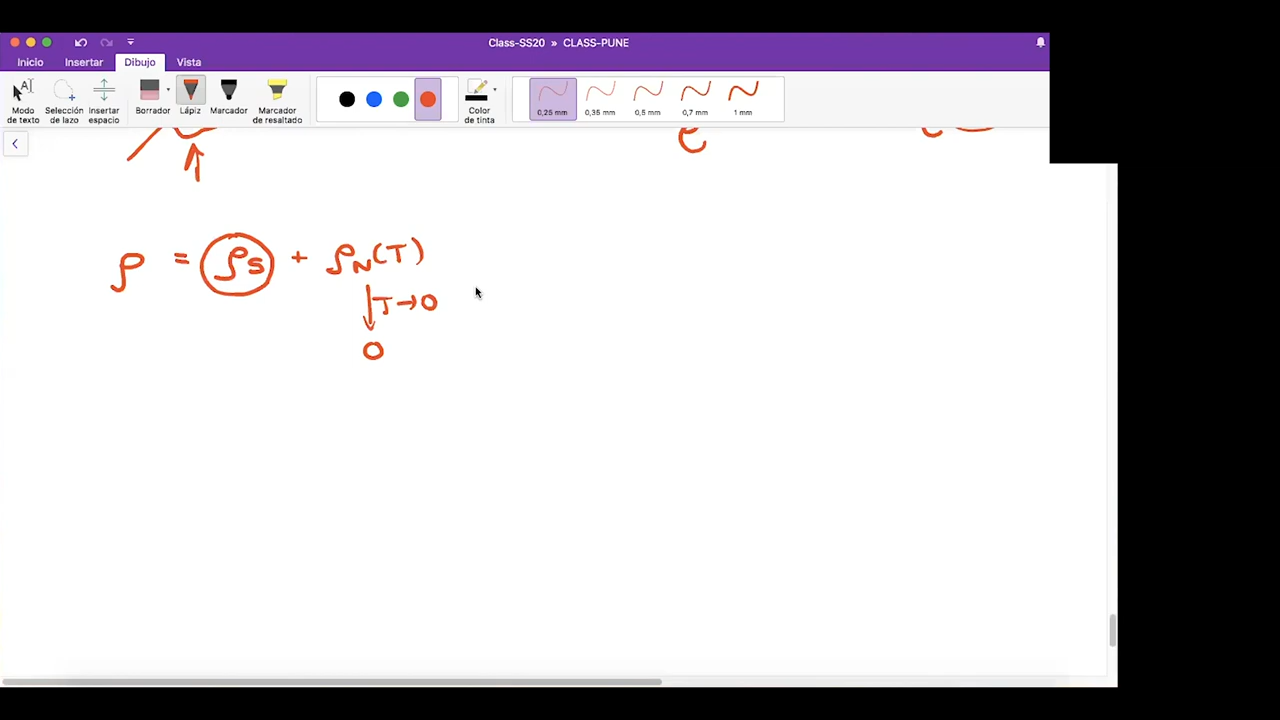 Class-SS20 » CLASS-PUNE
Inicio Insertar Dibujo Vista
Modo de texto
Selección de lazo
Insertar espacio
Borrador
Lápiz
Marcador
Marcador de resaltado
Color de tinta
0,25 mm 0,35 mm 0,5 mm 0,7 mm 1 mm
e
ρ = ρs + ρN(T)
↓ T→0
0